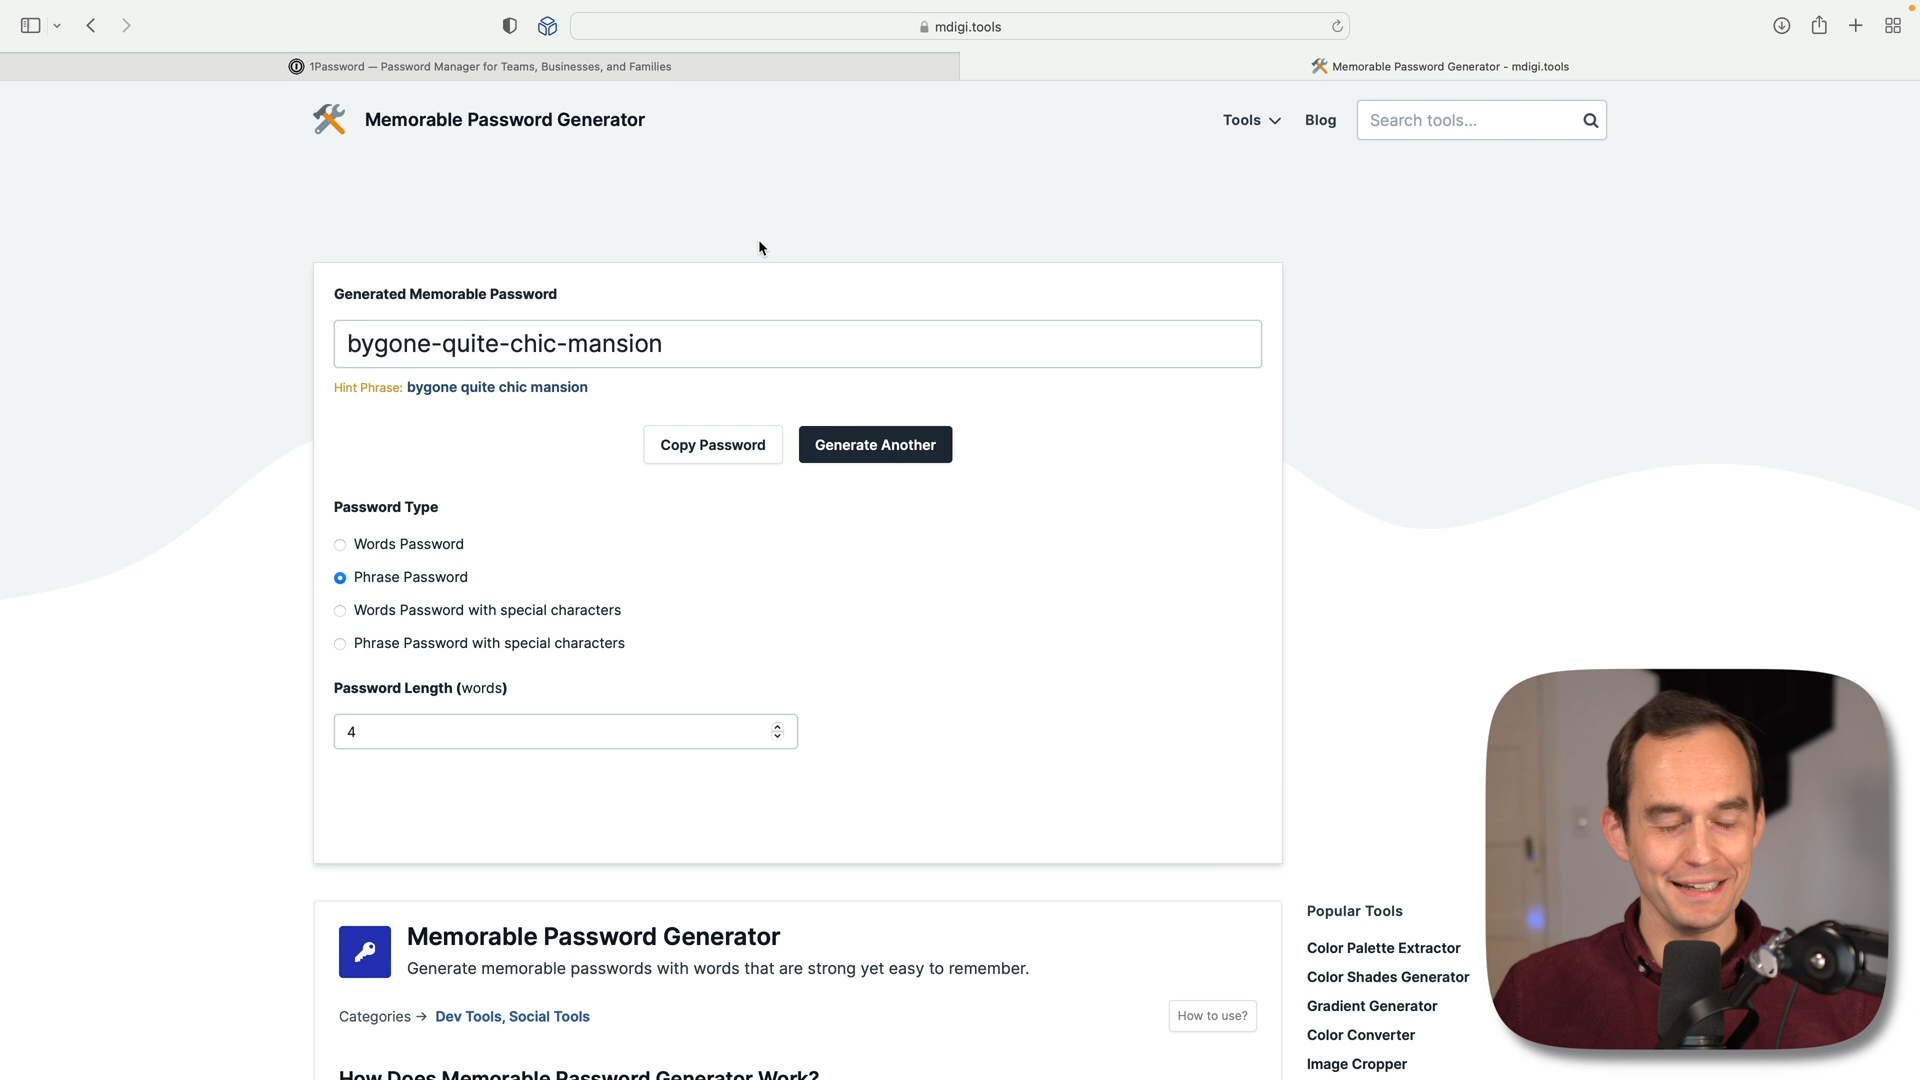 mdigi.tools
1Password — Password Manager for Teams, Businesses, and Families
Memorable Password Generator - mdigi.tools
Memorable Password Generator
Tools
Blog
Search tools...
Generated Memorable Password
bygone-quite-chic-mansion
Hint Phrase: bygone quite chic mansion
Copy Password
Generate Another
Password Type
Words Password
Phrase Password
Words Password with special characters
Phrase Password with special characters
Password Length (words)
4
Memorable Password Generator
Generate memorable passwords with words that are strong yet easy to remember.
Categories → Dev Tools, Social Tools
How to use?
How Does Memorable Password Generator Work?
Popular Tools
Color Palette Extractor
Color Shades Generator
Gradient Generator
Color Converter
Image Cropper